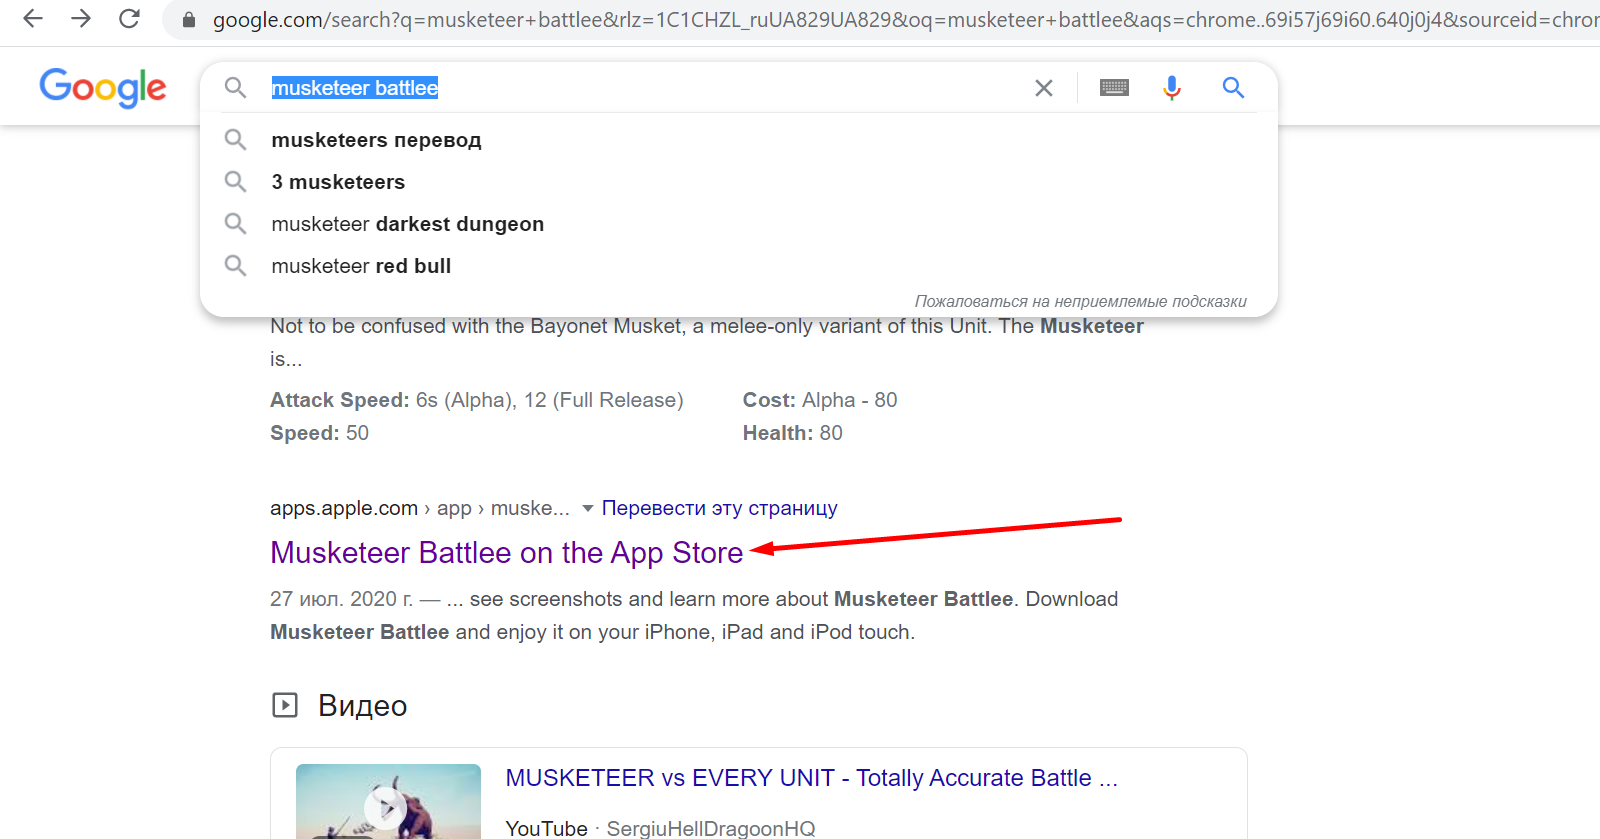 google.com/search?q=musketeer+battlee&rlz=1C1CHZL_ruUA829UA829&oq=musketeer+battlee&aqs=chrome..69i57j69i60.640j0j4&sourceid=chror
Google
musketeer battlee
musketeers перевод
3 musketeers
musketeer darkest dungeon
musketeer red bull
Пожаловаться на неприемлемые подсказки
Not to be confused with the Bayonet Musket, a melee-only variant of this Unit. The Musketeer
is...
Attack Speed: 6s (Alpha), 12 (Full Release) Cost: Alpha - 80
Speed: 50 Health: 80
apps.apple.com › app › muske... Перевести эту страницу
Musketeer Battlee on the App Store
27 июл. 2020 г. — ... see screenshots and learn more about Musketeer Battlee. Download
Musketeer Battlee and enjoy it on your iPhone, iPad and iPod touch.
Видео
MUSKETEER vs EVERY UNIT - Totally Accurate Battle ...
YouTube · SergiuHellDragoonHQ